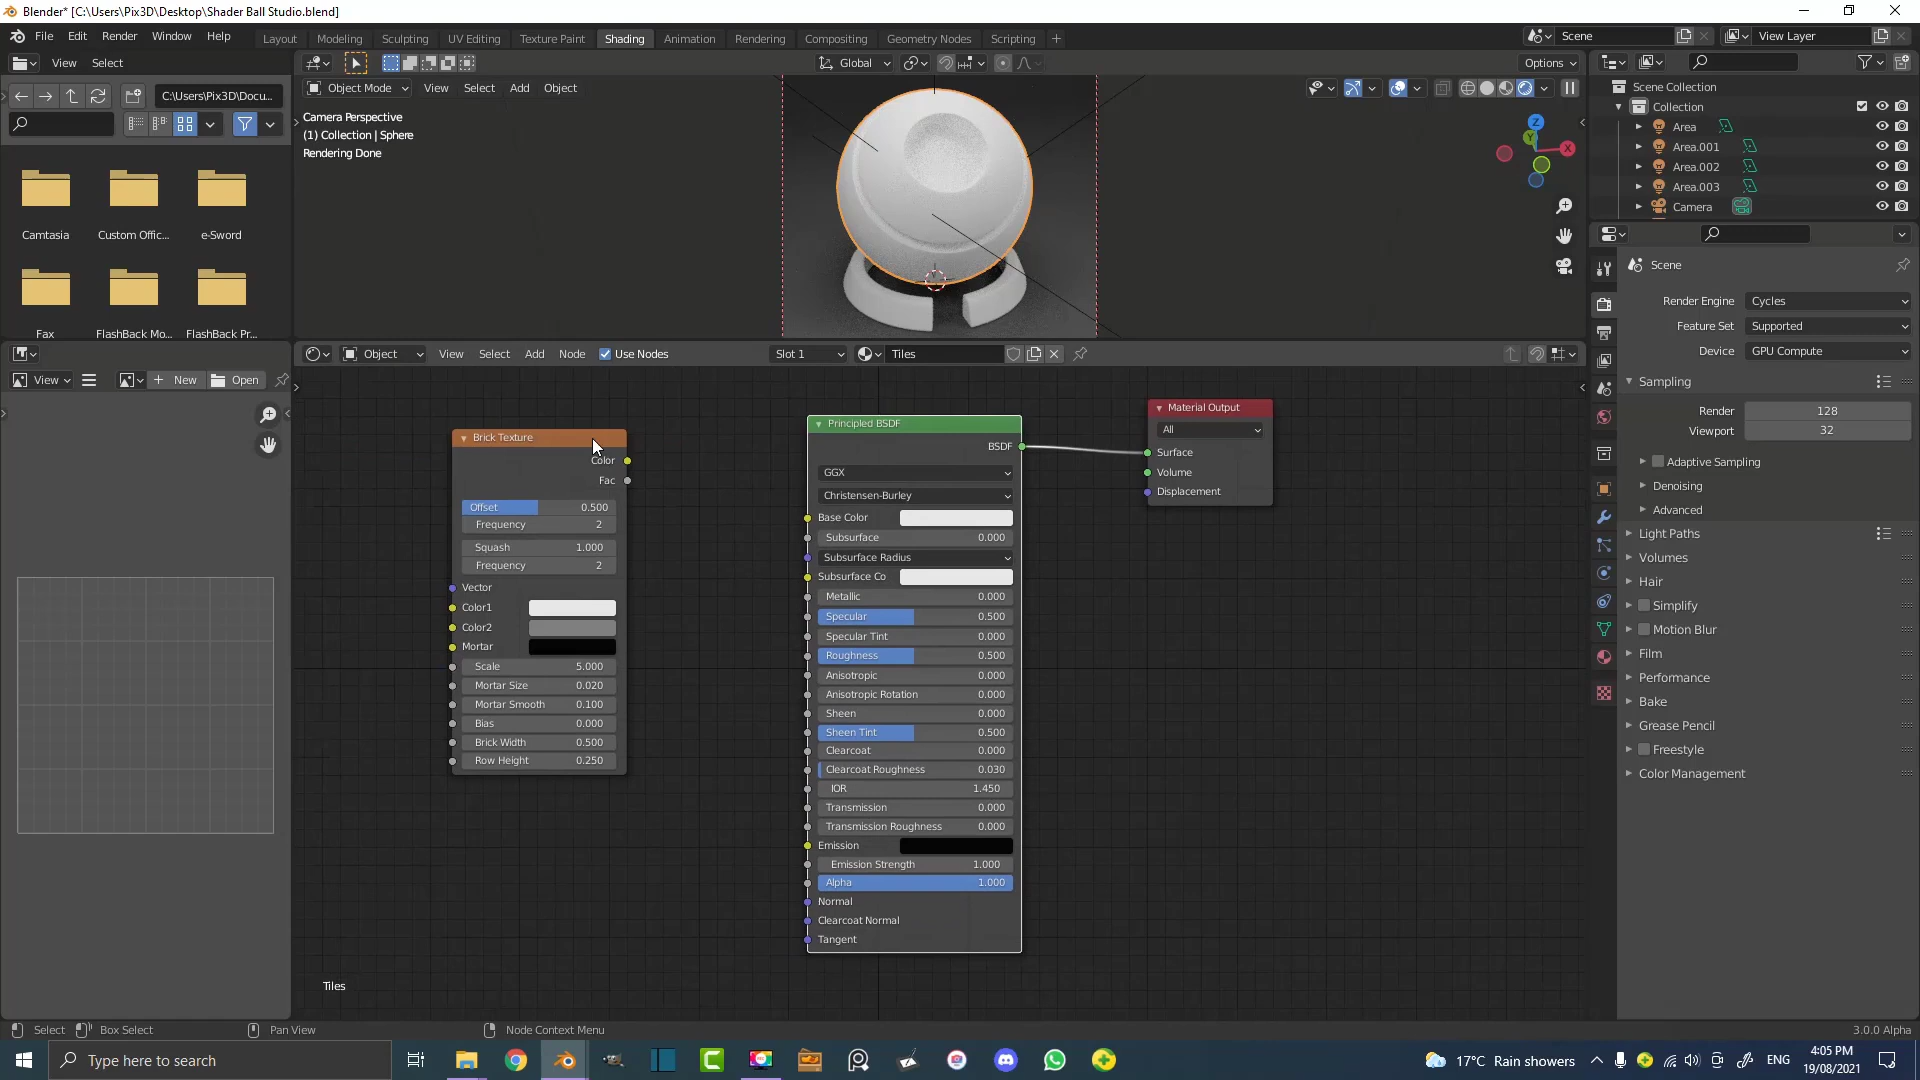 Blender* [C:\Users\Pix3D\Desktop\Shader Ball Studio.blend]
File Edit Render Window Help
Layout Modeling Sculpting UV Editing Texture Paint Shading Animation Rendering Compositing Geometry Nodes Scripting +
Scene View Layer
View Select
Global Options
C:\Users\Pix3D\Docu...
Object Mode View Select Add Object
Camera Perspective
(1) Collection | Sphere
Rendering Done
Z
Y
X
Camtasia Custom Offic... e-Sword
Fax FlashBack Mo... FlashBack Pr...
Scene Collection
Collection
Area
Area.001
Area.002
Area.003
Camera
Object View Select Add Node Use Nodes Slot 1 Tiles
View New Open
Brick Texture
Color
Fac
Offset 0.500
Frequency 2
Squash 1.000
Frequency 2
Vector
Color1
Color2
Mortar
Scale 5.000
Mortar Size 0.020
Mortar Smooth 0.100
Bias 0.000
Brick Width 0.500
Row Height 0.250
Principled BSDF
BSDF
GGX
Christensen-Burley
Base Color
Subsurface 0.000
Subsurface Radius
Subsurface Co
Metallic 0.000
Specular 0.500
Specular Tint 0.000
Roughness 0.500
Anisotropic 0.000
Anisotropic Rotation 0.000
Sheen 0.000
Sheen Tint 0.500
Clearcoat 0.000
Clearcoat Roughness 0.030
IOR 1.450
Transmission 0.000
Transmission Roughness 0.000
Emission
Emission Strength 1.000
Alpha 1.000
Normal
Clearcoat Normal
Tangent
Material Output
All
Surface
Volume
Displacement
Tiles
Scene
Render Engine Cycles
Feature Set Supported
Device GPU Compute
Sampling
Render 128
Viewport 32
Adaptive Sampling
Denoising
Advanced
Light Paths
Volumes
Hair
Simplify
Motion Blur
Film
Performance
Bake
Grease Pencil
Freestyle
Color Management
Select Box Select Pan View Node Context Menu 3.0.0 Alpha
Type here to search
17°C Rain showers ENG
4:05 PM
19/08/2021